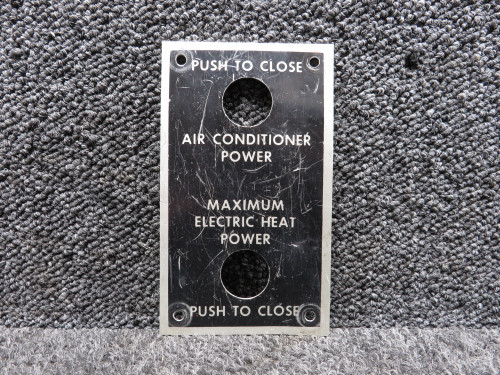 PUSH TO CLOSE
AIR CONDITIONER
POWER
MAXIMUM
ELECTRIC HEAT
POWER
PUSH TO CLOSE